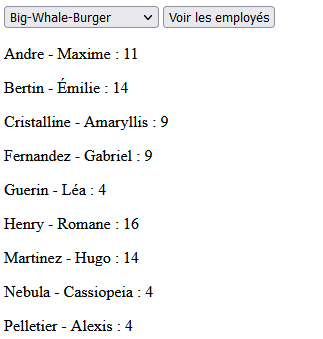 Big-Whale-Burger Voir les employés
Andre - Maxime : 11
Bertin - Émilie : 14
Cristalline - Amaryllis : 9
Fernandez - Gabriel : 9
Guerin - Léa : 4
Henry - Romane : 16
Martinez - Hugo : 14
Nebula - Cassiopeia : 4
Pelletier - Alexis : 4